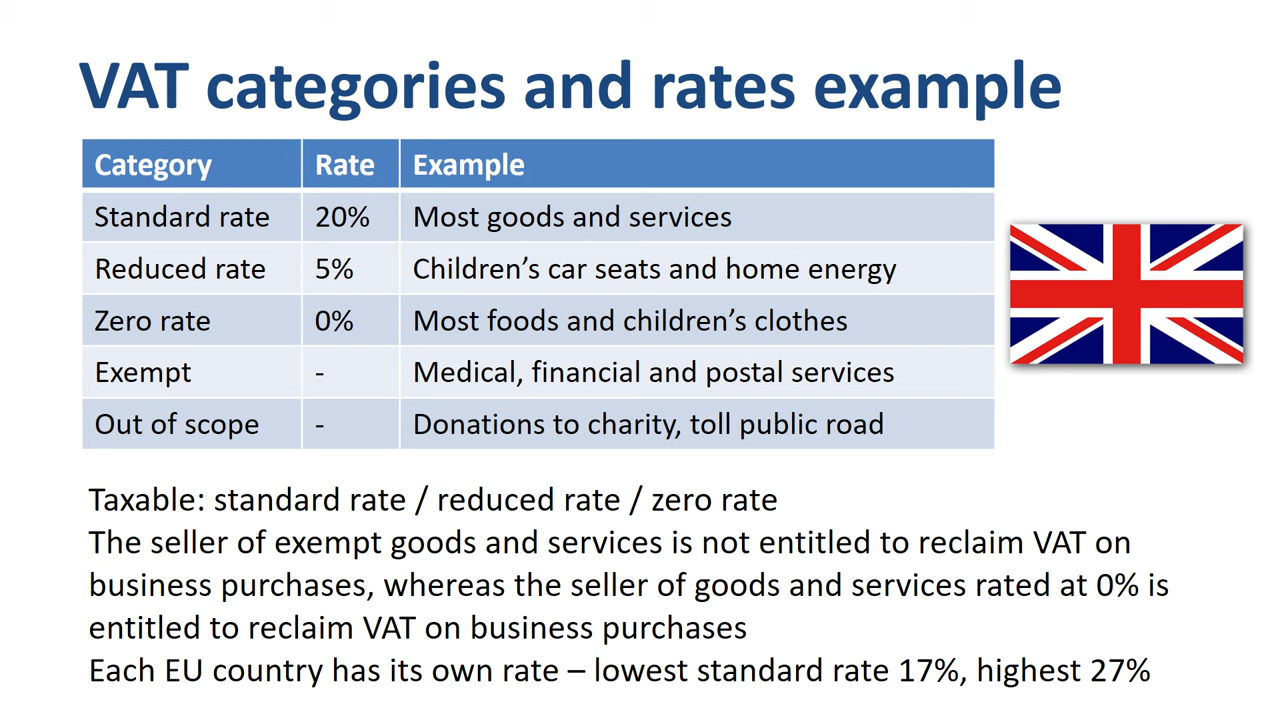 VAT categories and rates example
Category Rate Example
Standard rate 20% Most goods and services
Reduced rate 5% Children’s car seats and home energy
Zero rate 0% Most foods and children’s clothes
Exempt - Medical, financial and postal services
Out of scope - Donations to charity, toll public road
Taxable: standard rate / reduced rate / zero rate
The seller of exempt goods and services is not entitled to reclaim VAT on
business purchases, whereas the seller of goods and services rated at 0% is
entitled to reclaim VAT on business purchases
Each EU country has its own rate – lowest standard rate 17%, highest 27%